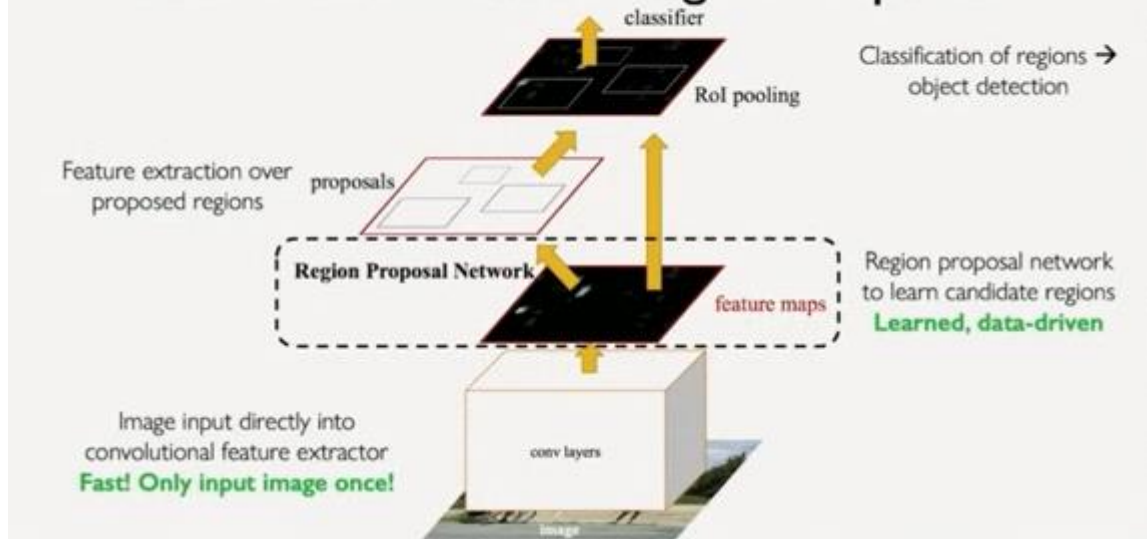 classifier
Classification of regions →
object detection
RoI pooling
Feature extraction over
proposed regions
proposals
Region Proposal Network
feature maps
Region proposal network
to learn candidate regions
Learned, data-driven
Image input directly into
convolutional feature extractor
Fast! Only input image once!
conv layers
image